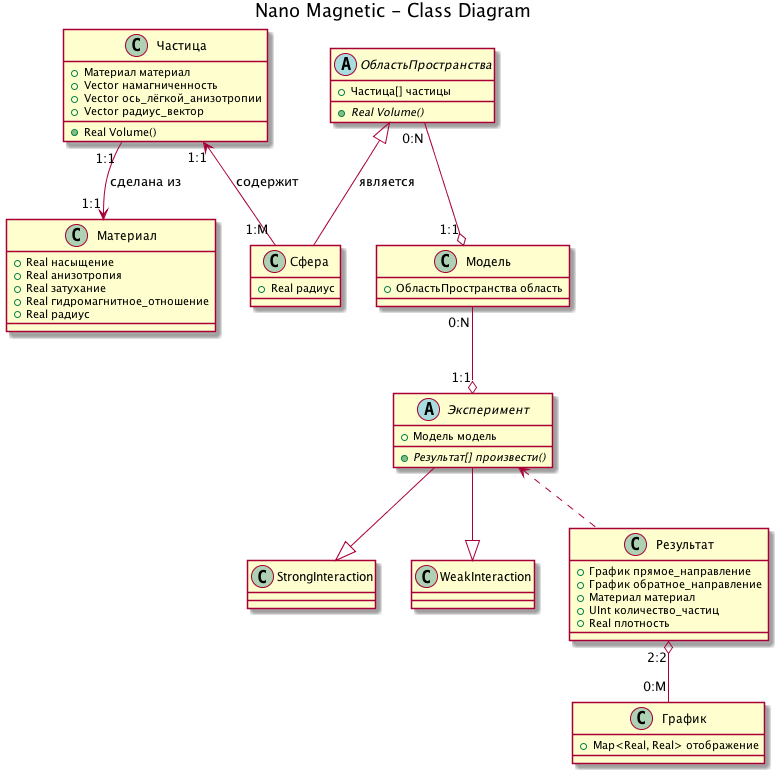 Nano Magnetic - Class Diagram
C Частица
Материал материал
Vector намагниченность
Vector ось_лёгкой_анизотропии
Vector радиус_вектор
Real Volume()
A ОбластьПространства
Частица[] частицы
Real Volume()
1:1
сделана из
1:1
1:1
содержит
1:M
является
0:N
1:1
C Материал
Real насыщение
Real анизотропия
Real затухание
Real гидромагнитное_отношение
Real радиус
C Сфера
Real радиус
C Модель
ОбластьПространства область
0:N
1:1
A Эксперимент
Модель модель
Результат[] произвести()
C StrongInteraction
C WeakInteraction
C Результат
График прямое_направление
График обратное_направление
Материал материал
UInt количество_частиц
Real плотность
2:2
0:M
C График
Map<Real, Real> отображение